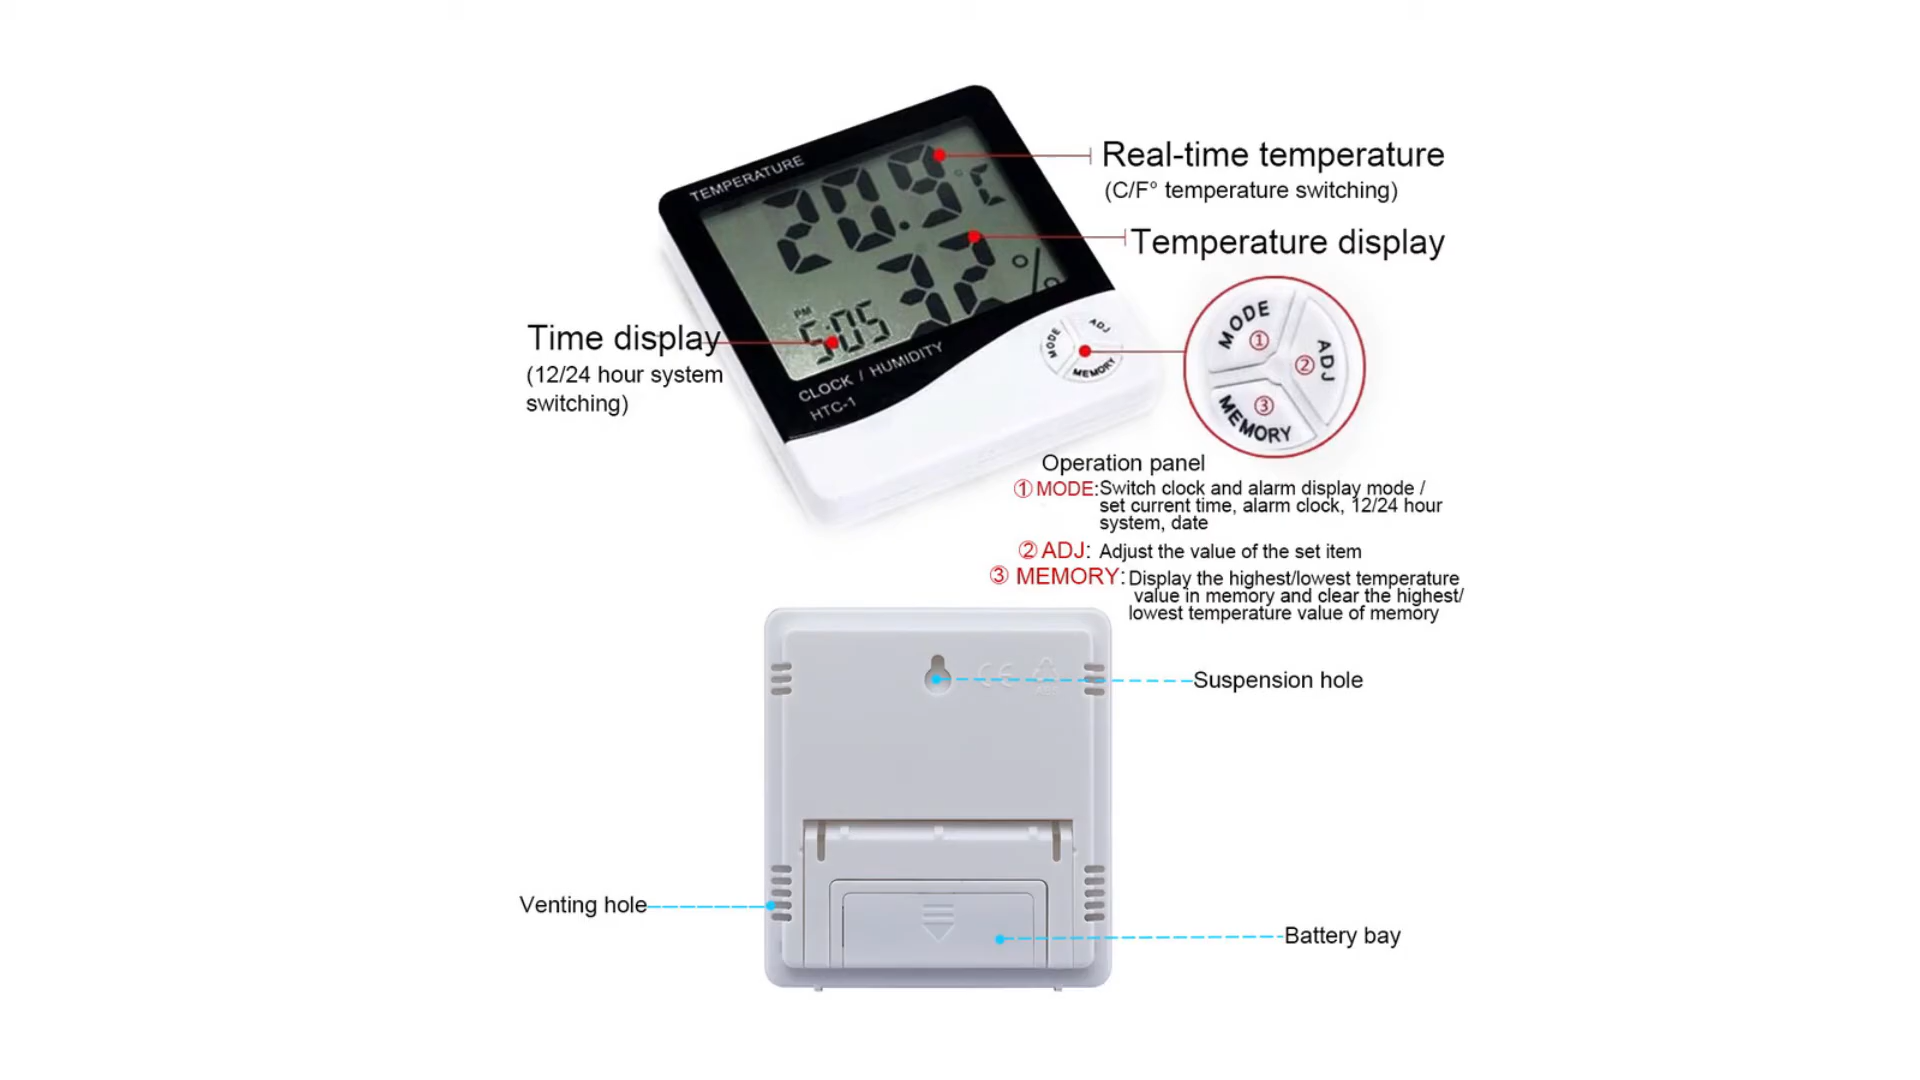 TEMPERATURE
28.9°C
32%
PM
5:05
CLOCK / HUMIDITY
HTC-1
MODE
ADJ
MEMORY
Real-time temperature
(C/F° temperature switching)
Temperature display
Time display
(12/24 hour system
switching)
MODE
①
ADJ
②
③
MEMORY
Operation panel
① MODE:Switch clock and alarm display mode /
set current time, alarm clock, 12/24 hour
system, date
② ADJ: Adjust the value of the set item
③ MEMORY:Display the highest/lowest temperature
value in memory and clear the highest/
lowest temperature value of memory
CE
ABS
Suspension hole
Venting hole
Battery bay